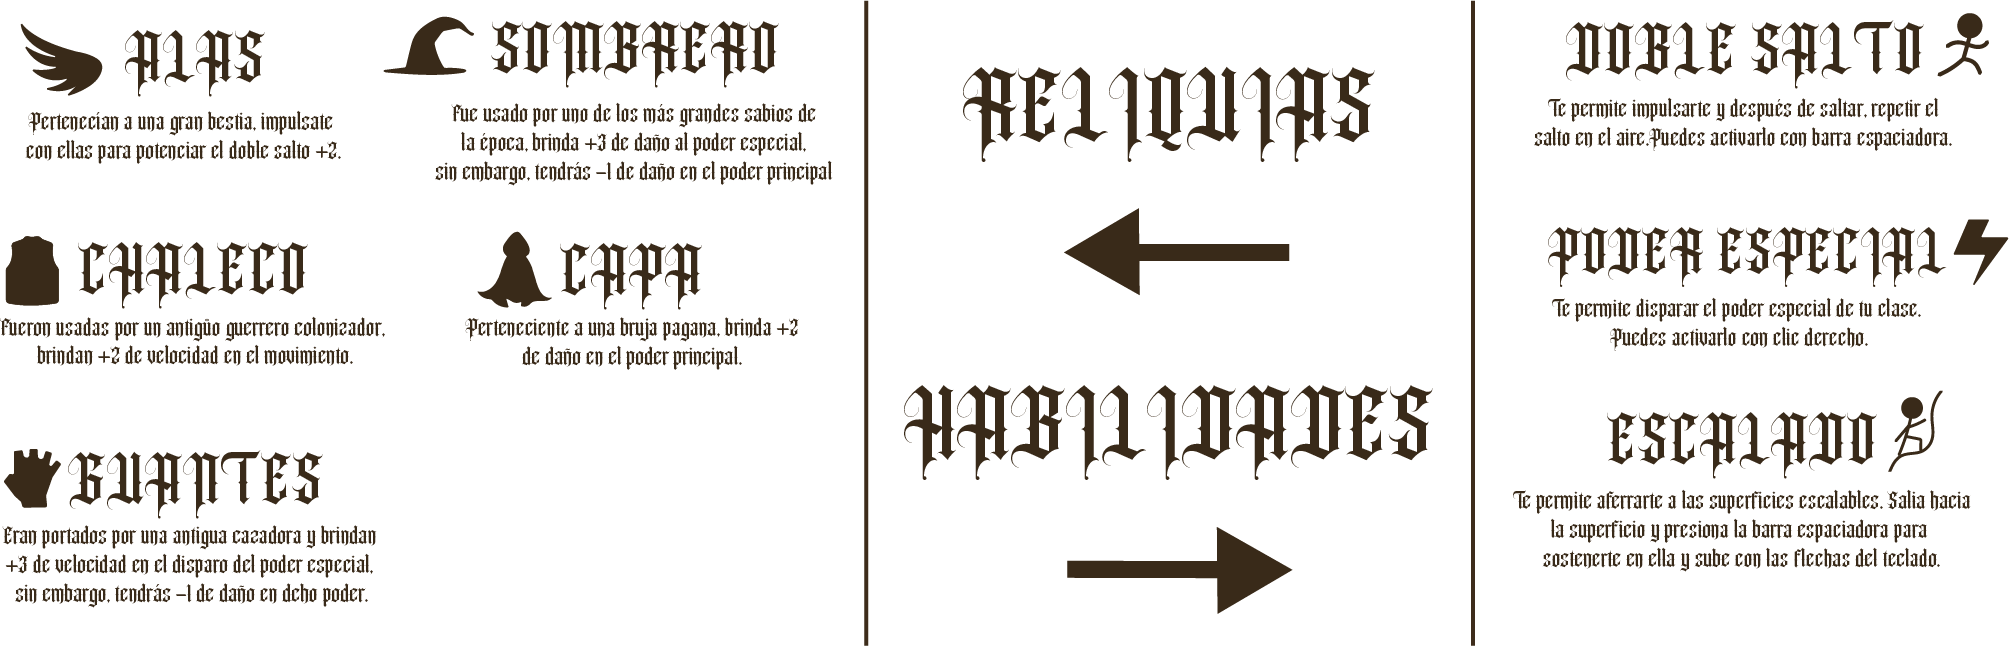 ALAS
Pertenecían a una gran bestia, impulsate
con ellas para potenciar el doble salto +2.
SOMBRERO
Fue usado por uno de los más grandes sabios de
la época, brinda +3 de daño al poder especial,
sin embargo, tendrás -1 de daño en el poder principal
CHALECO
Fueron usadas por un antigüo guerrero colonizador,
brindan +2 de velocidad en el movimiento.
CAPA
Perteneciente a una bruja pagana, brinda +2
de daño en el poder principal.
GUANTES
Eran portados por una antigua cazadora y brindan
+3 de velocidad en el disparo del poder especial,
sin embargo, tendrás -1 de daño en dcho poder.
RELIQUIAS
HABILIDADES
DOBLE SALTO
Te permite impulsarte y después de saltar, repetir el
salto en el aire.Puedes activarlo con barra espaciadora.
PODER ESPECIAL
Te permite disparar el poder especial de tu clase.
Puedes activarlo con clic derecho.
ESCALADO
Te permite aferrarte a las superficies escalables. Salta hacia
la superficio y presiona la barra espaciadora para
sostenerte en ella y sube con las flechas del teclado.